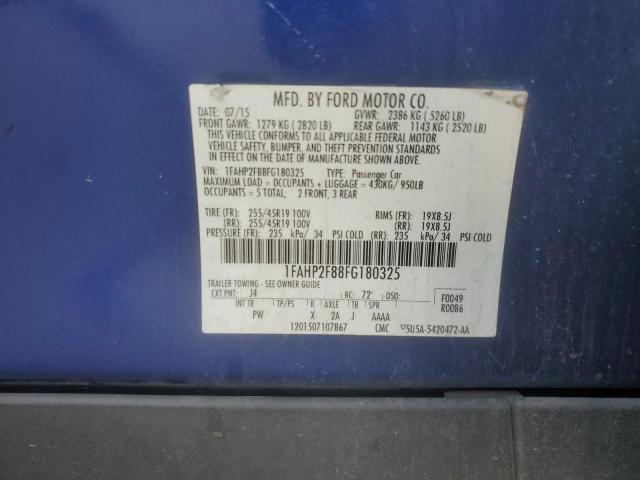 MFD. BY FORD MOTOR CO.
DATE: 07/15 GVWR: 2386 KG ( 5260 LB)
FRONT GAWR: 1279 KG ( 2820 LB) REAR GAWR: 1143 KG ( 2520 LB)
THIS VEHICLE CONFORMS TO ALL APPLICABLE FEDERAL MOTOR
VEHICLE SAFETY, BUMPER, AND THEFT PREVENTION STANDARDS
IN EFFECT ON THE DATE OF MANUFACTURE SHOWN ABOVE.
VIN: 1FAHP2F88FG180325 TYPE: Passenger Car
MAXIMUM LOAD = OCCUPANTS + LUGGAGE = 430KG/950LB
OCCUPANTS = 5 TOTAL; 2 FRONT, 3 REAR
TIRE (FR): 255/45R19 100V RIMS (FR): 19X8.5J
(RR): 255/45R19 100V (RR): 19X8.5J
PRESSURE (FR): 235 kPa/ 34 PSI COLD (RR): 235 kPa/ 34 PSI COLD
1FAHP2F88FG180325
TRAILER TOWING - SEE OWNER GUIDE
EXT PNT: J4 RC: 72 DSO: F0049
INT TR TP/PS R AXLE TR SPR R0086
PW X 2A J AAAA
1201507107867 CMC 5USA-5420472-AA